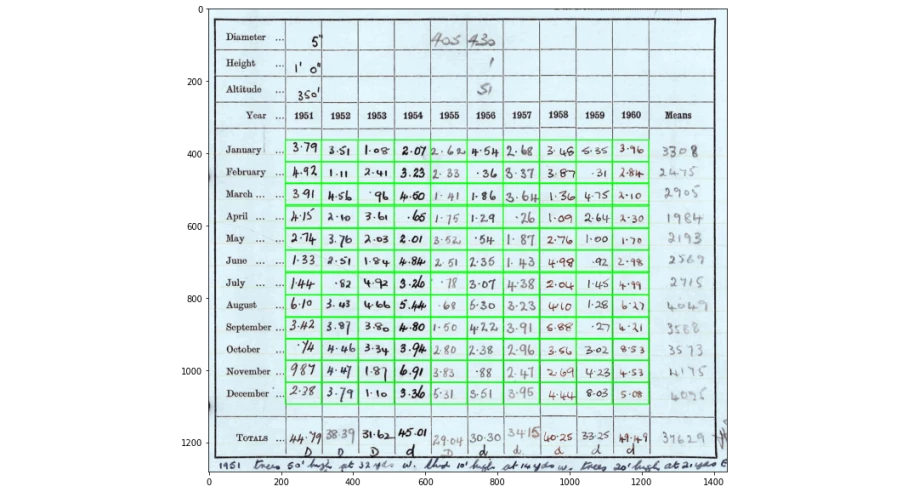 0 200 400 600 800 1000 1200
Diameter ... 5" 405 430
Height ... 1' 0" 1
Altitude ... 350' 51
Year ... 1951 1952 1953 1954 1955 1956 1957 1958 1959 1960 Means
January ... 3·79 3·51 1·08 2·07 2·62 4·54 2·68 3·48 5·35 3·96 3308
February ... 4·92 1·11 2·41 3·23 2·33 ·36 3·37 3·87 ·31 2·84 2475
March ... 3·91 4·56 ·96 4·50 1·41 1·86 3·64 1·36 4·75 2·10 2905
April ... 4·15 2·10 3·61 ·65 1·75 1·29 ·26 1·09 2·64 2·30 1984
May ... 2·74 3·76 2·03 2·01 3·52 ·54 1·87 2·76 1·00 1·70 2193
June ... 1·33 2·51 1·84 4·84 2·51 2·35 1·43 4·98 ·92 2·98 2569
July ... 1·44 ·82 4·92 3·26 ·78 3·07 4·38 2·04 1·45 4·99 2715
August ... 6·10 3·43 4·66 5·44 ·68 5·30 3·23 4·10 1·28 6·27 4049
September ... 3·42 3·87 3·80 4·80 1·50 4·22 3·91 5·88 ·27 4·21 3588
October ... ·74 4·46 3·34 3·94 2·80 2·38 2·96 3·56 3·02 8·53 3573
November ... 9·87 4·47 1·87 6·91 3·83 ·88 2·47 2·69 4·23 4·53 4175
December ... 2·38 3·79 1·10 3·36 5·31 3·51 3·95 4·44 8·03 5·08 4095
Totals ... 44·79 38·39 31·62 45·01 29·04 30·30 34·15 40·25 33·25 49·49 37629
D D D d D d d d d d
1951 trees 50' high at 32 yds W. shed 10' high at 14 yds W. trees 20' high at 21 yds E
0 200 400 600 800 1000 1200 1400